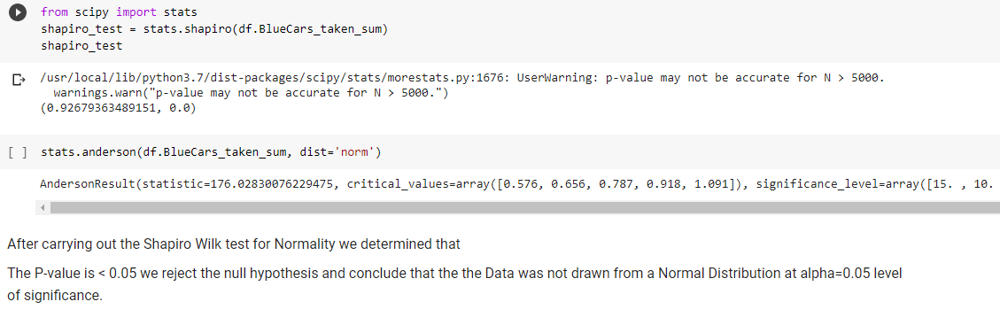 from scipy import stats
shapiro_test = stats.shapiro(df.BlueCars_taken_sum)
shapiro_test
/usr/local/lib/python3.7/dist-packages/scipy/stats/morestats.py:1676: UserWarning: p-value may not be accurate for N > 5000.
  warnings.warn("p-value may not be accurate for N > 5000.")
(0.92679363489151, 0.0)
[ ] stats.anderson(df.BlueCars_taken_sum, dist='norm')
AndersonResult(statistic=176.02830076229475, critical_values=array([0.576, 0.656, 0.787, 0.918, 1.091]), significance_level=array([15. , 10.
After carrying out the Shapiro Wilk test for Normality we determined that
The P-value is < 0.05 we reject the null hypothesis and conclude that the the Data was not drawn from a Normal Distribution at alpha=0.05 level
of significance.